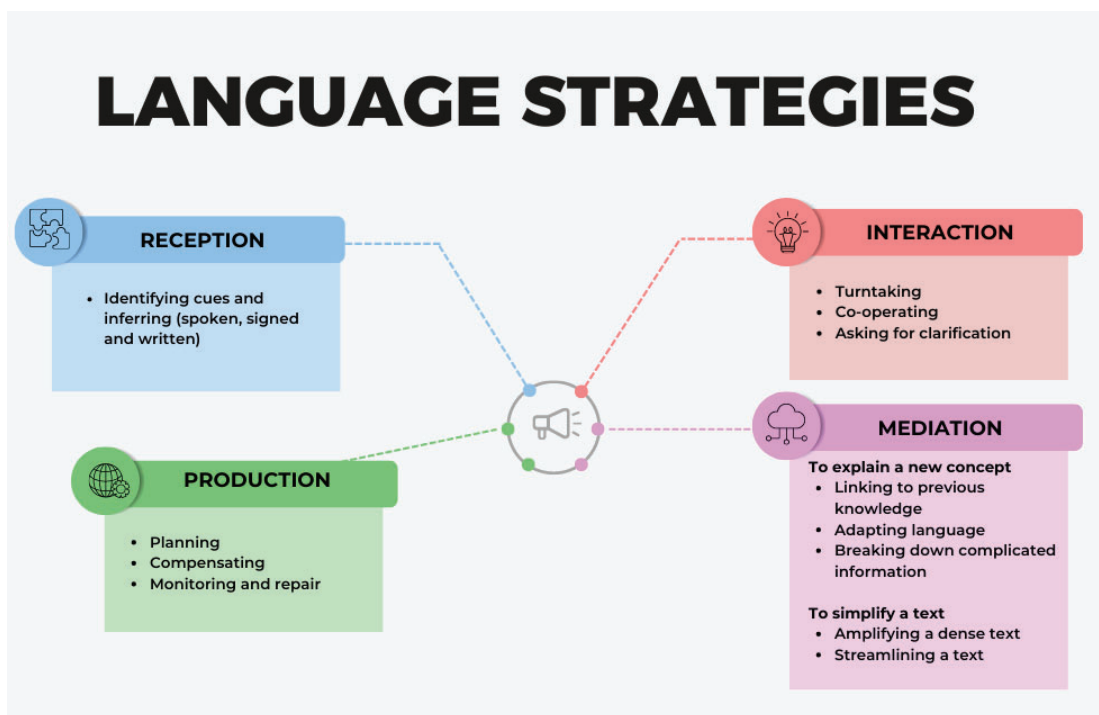 LANGUAGE STRATEGIES
RECEPTION
• Identifying cues and
inferring (spoken, signed
and written)
PRODUCTION
• Planning
• Compensating
• Monitoring and repair
INTERACTION
• Turntaking
• Co-operating
• Asking for clarification
MEDIATION
To explain a new concept
• Linking to previous
knowledge
• Adapting language
• Breaking down complicated
information
To simplify a text
• Amplifying a dense text
• Streamlining a text